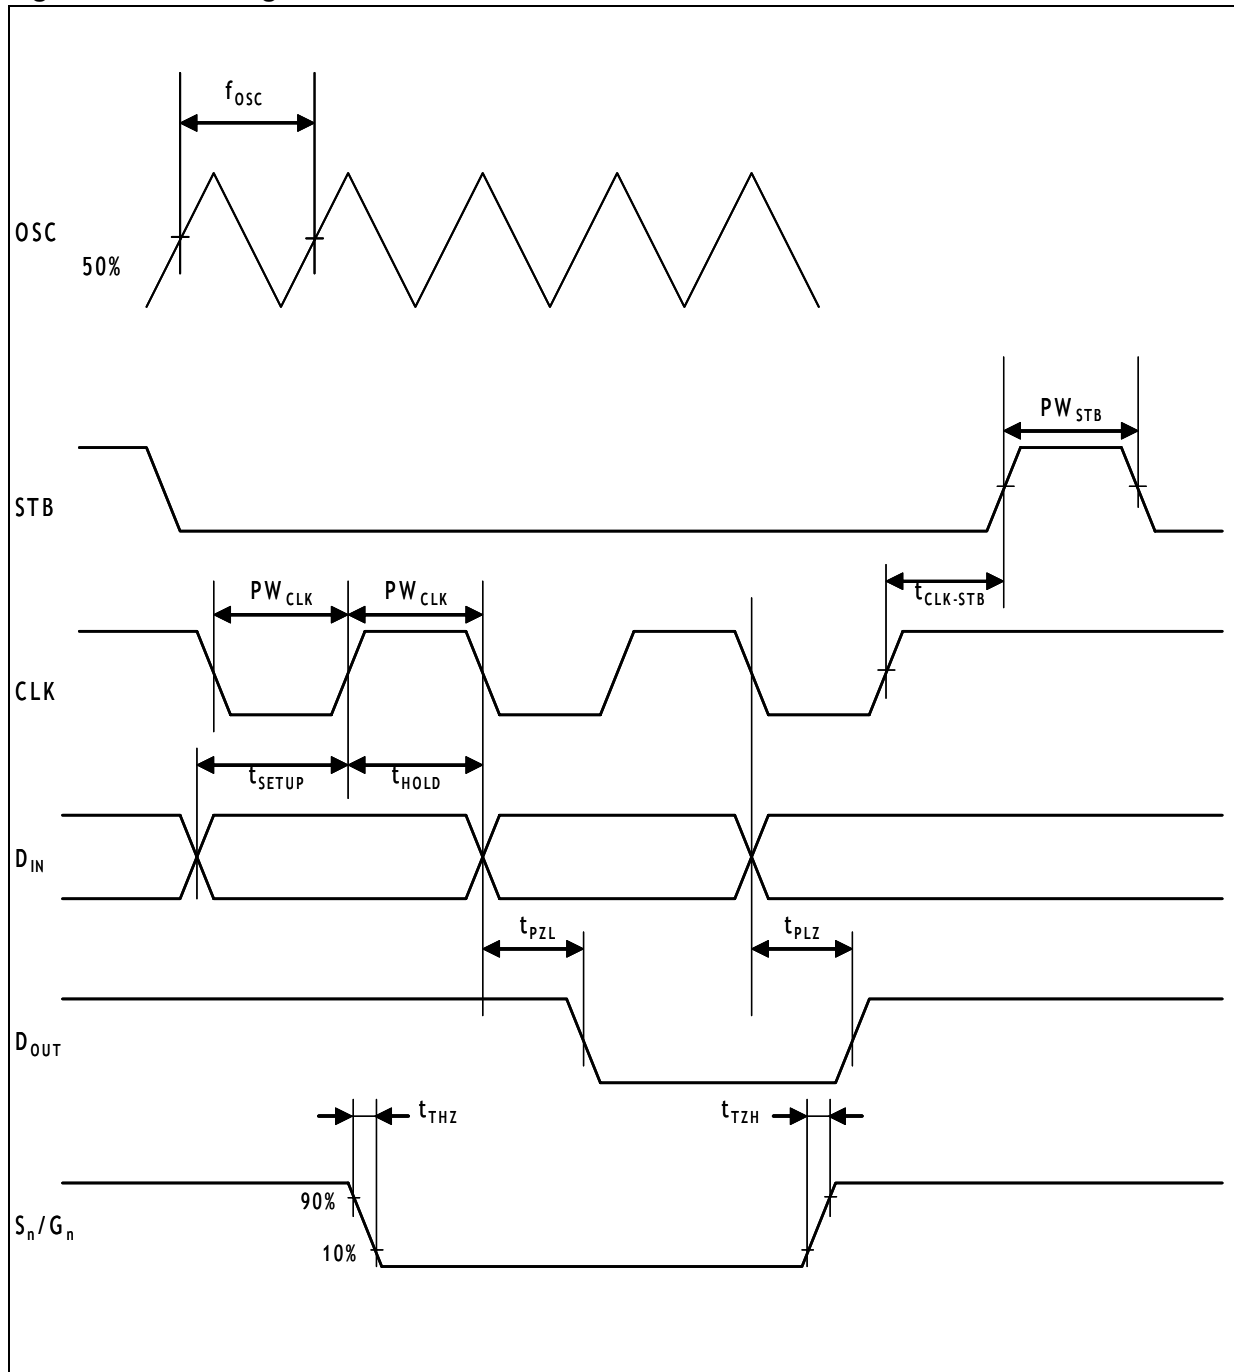 fOSC
OSC
50%
PWSTB
STB
PWCLK PWCLK
tCLK-STB
CLK
tSETUP tHOLD
DIN
tPZL tPLZ
DOUT
tTHZ tTZH
90%
Sn/Gn
10%